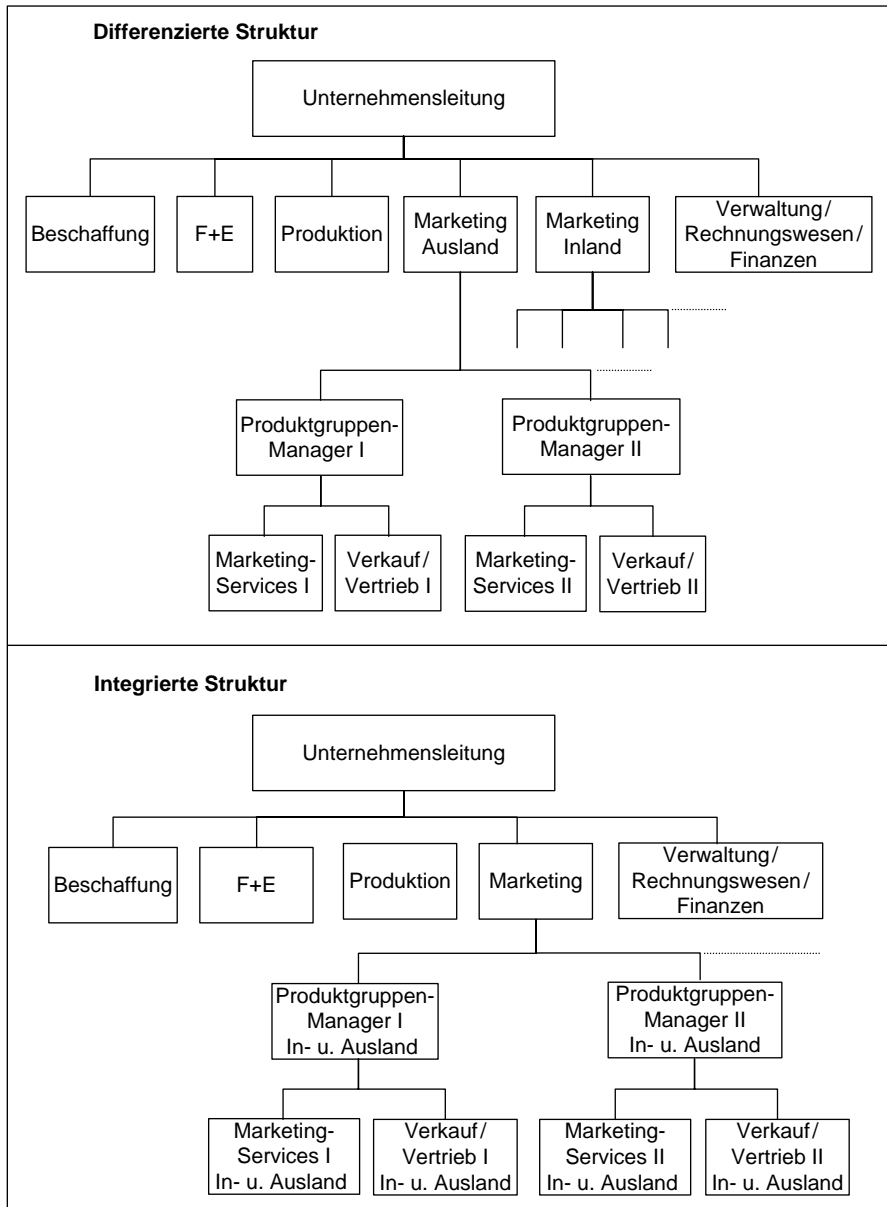 Differenzierte Struktur
Unternehmensleitung
Beschaffung
F+E
Produktion
Marketing
Ausland
Marketing
Inland
Verwaltung/
Rechnungswesen/
Finanzen
Produktgruppen-
Manager I
Produktgruppen-
Manager II
Marketing-
Services I
Verkauf/
Vertrieb I
Marketing-
Services II
Verkauf/
Vertrieb II
Integrierte Struktur
Unternehmensleitung
Beschaffung
F+E
Produktion
Marketing
Verwaltung/
Rechnungswesen/
Finanzen
Produktgruppen-
Manager I
In- u. Ausland
Produktgruppen-
Manager II
In- u. Ausland
Marketing-
Services I
In- u. Ausland
Verkauf/
Vertrieb I
In- u. Ausland
Marketing-
Services II
In- u. Ausland
Verkauf/
Vertrieb II
In- u. Ausland